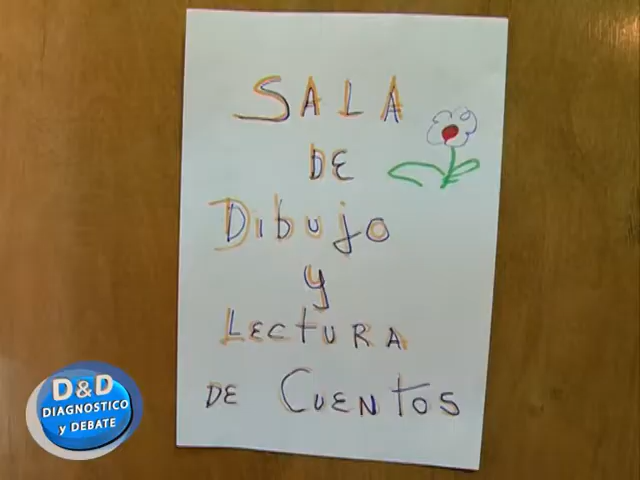 SALA
DE
Dibujo
y
LECTURA
DE CUENTOS
D&D
DIAGNOSTICO
y DEBATE